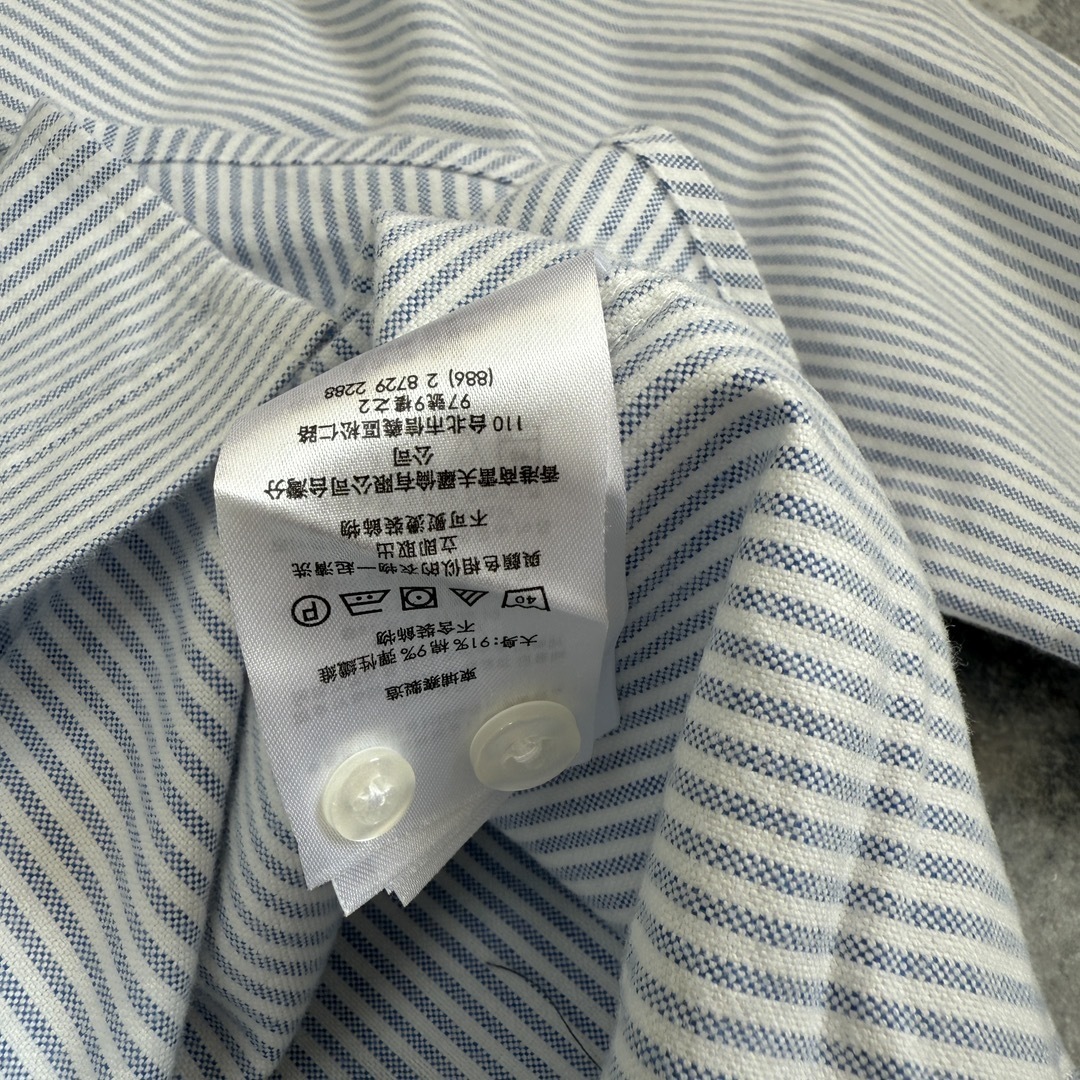 柬埔寨製造
大身:91%棉9%彈性纖維
不含裝飾物
40 P
與顏色相似的衣物一起清洗
立即取出
不可熨燙裝飾物
香港商雷夫羅倫有限公司台灣分
公司
110 台北市信義區松仁路
97號9樓之2
(886) 2 8729 2288